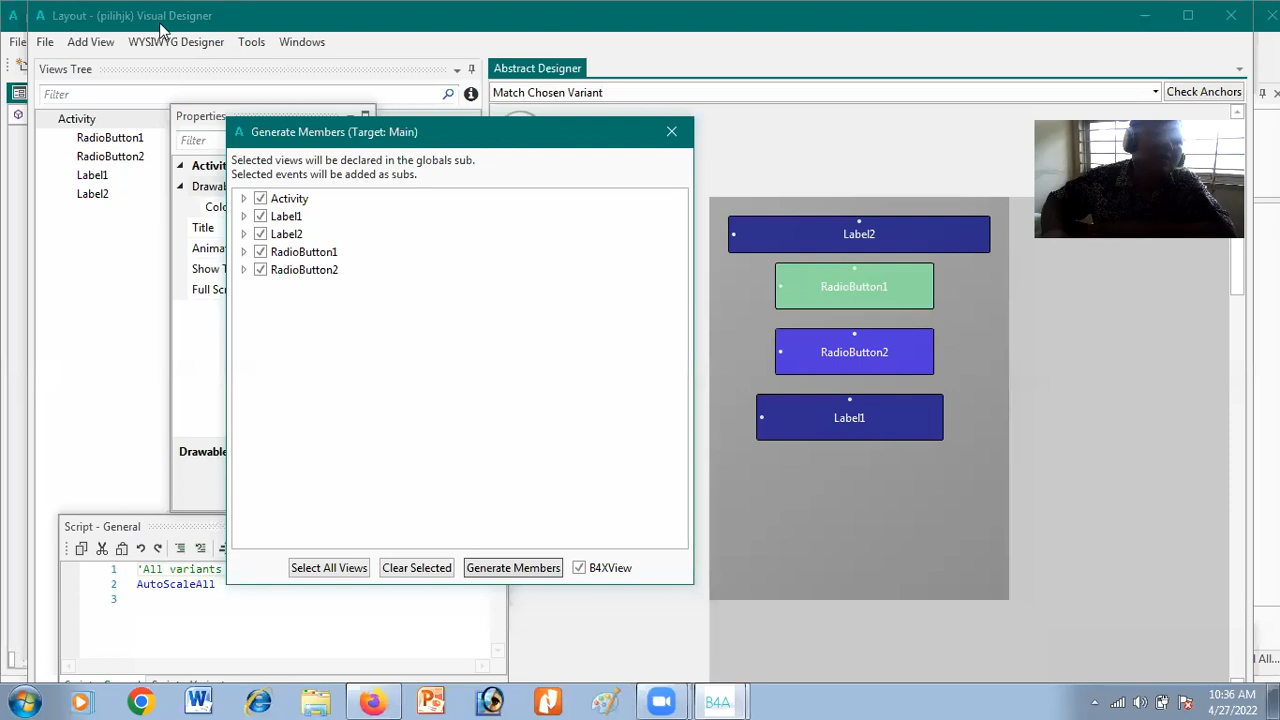 Layout - (pilihjk) Visual Designer
File
File
Add View
WYSIWYG Designer
Tools
Windows
Views Tree
Filter
Activity
RadioButton1
RadioButton2
Label1
Label2
Properties
Filter
Activit
Drawa
Colo
Title
Anima
Show T
Full Scr
Drawable
Generate Members (Target: Main)
Selected views will be declared in the globals sub.
Selected events will be added as subs.
Activity
Label1
Label2
RadioButton1
RadioButton2
Select All Views
Clear Selected
Generate Members
B4XView
Abstract Designer
Match Chosen Variant
Check Anchors
Label2
RadioButton1
RadioButton2
Label1
Script - General
1 'All variants
2 AutoScaleAll
3
d All...
B4A
10:36 AM
4/27/2022